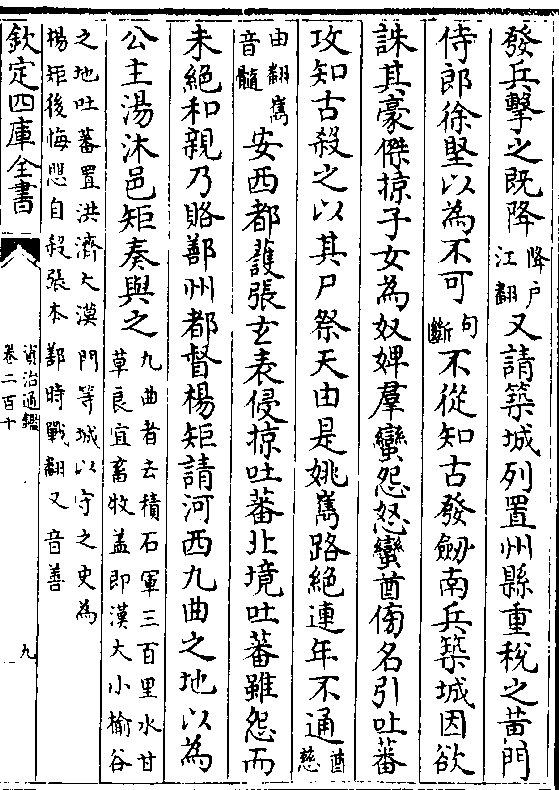 發兵擊之既降降戶江翻又請築城列置州縣重稅之黄門
侍郎徐堅以為不可句斷不從知古發劒南兵築城因欲
誅其豪傑掠子女為奴婢羣蠻怨怒蠻酋傍名引吐蕃
攻知古殺之以其尸祭天由是姚嶲路絶連年不通酋慈
由翻嶲音髓安西都護張玄表侵掠吐蕃北境吐蕃雖怨而
未絶和親乃賂鄯州都督楊矩請河西九曲之地以為
公主湯沐邑矩奏與之九曲者去積石軍三百里水甘草良宜畜牧盖即漢大小榆谷
之地吐蕃置洪濟大漠門等城以守之史為楊矩後悔懼自殺張本鄯時戰翻又音善
欽定四庫全書
資治通鑑
卷二百十
九